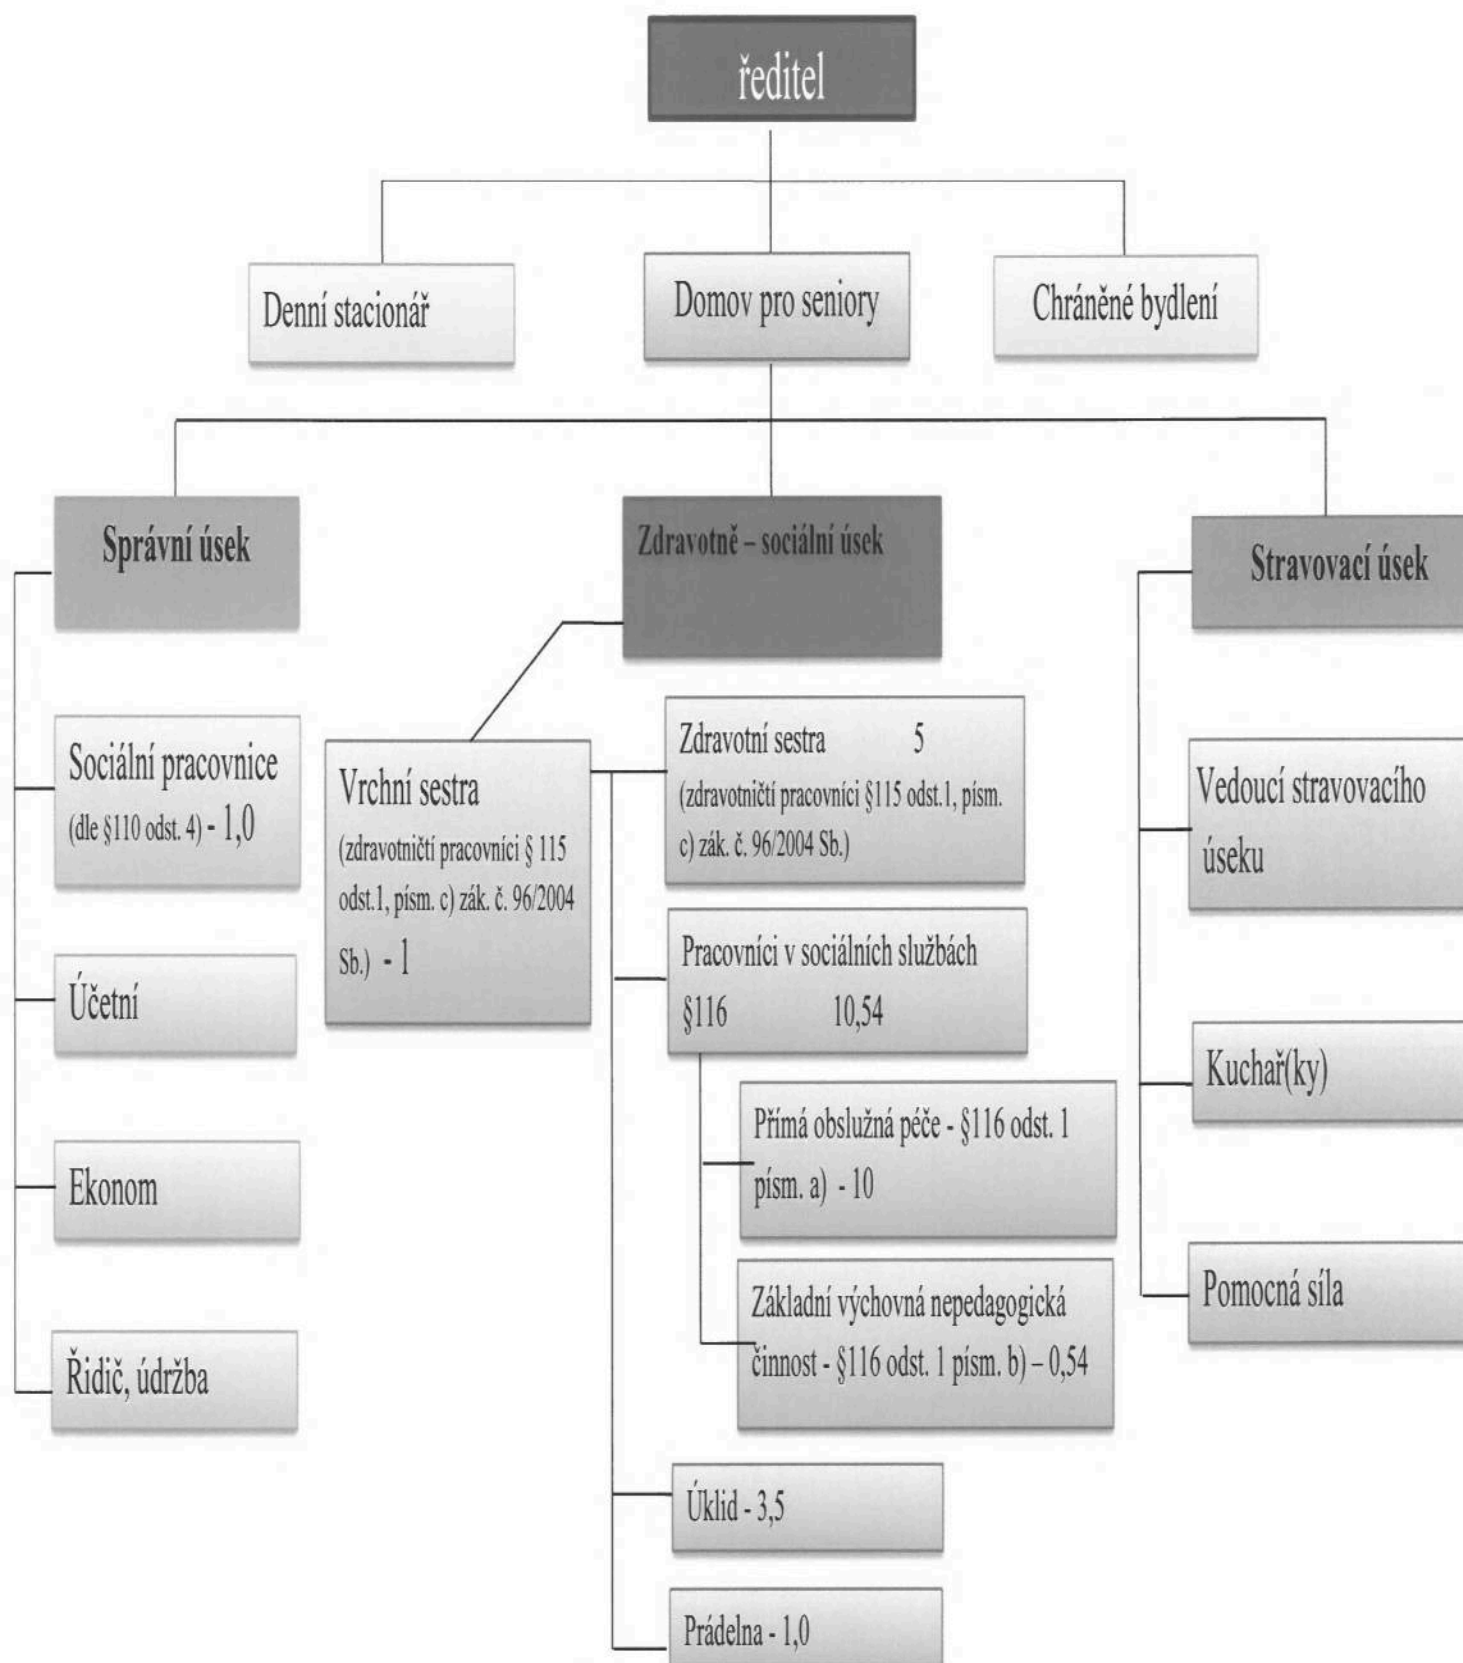 ředitel
Denní stacionář
Domov pro seniory
Chráněné bydlení
Správní úsek
Zdravotně – sociální úsek
Stravovací úsek
Sociální pracovnice
(dle §110 odst. 4) - 1,0
Účetní
Ekonom
Řidič, údržba
Vrchní sestra
(zdravotničtí pracovníci § 115
odst.1, písm. c) zák. č. 96/2004
Sb.) - 1
Zdravotní sestra 5
(zdravotničtí pracovníci §115 odst.1, písm.
c) zák. č. 96/2004 Sb.)
Pracovníci v sociálních službách
§116 10,54
Přímá obslužná péče - §116 odst. 1
písm. a) - 10
Základní výchovná nepedagogická
činnost - §116 odst. 1 písm. b) – 0,54
Úklid - 3,5
Prádelna - 1,0
Vedoucí stravovacího
úseku
Kuchař(ky)
Pomocná síla